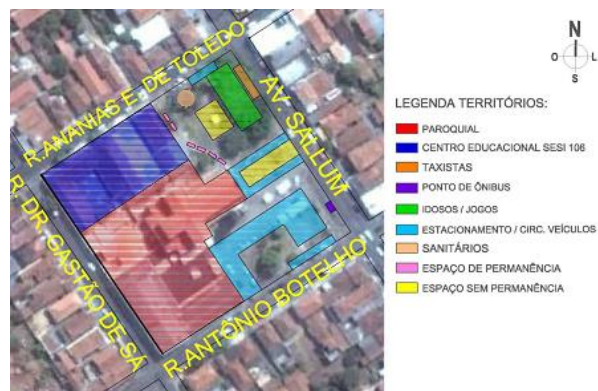 R. ANANIAS E. DE TOLEDO
AV. SALLUM
R. DR. CASTÃO DE SÁ
R.ANTÔNIO BOTELHO
N
O
L
S
LEGENDA TERRITÓRIOS:
PAROQUIAL
CENTRO EDUCACIONAL SESI 106
TAXISTAS
PONTO DE ÔNIBUS
IDOSOS / JOGOS
ESTACIONAMENTO / CIRC. VEÍCULOS
SANITÁRIOS
ESPAÇO DE PERMANÊNCIA
ESPAÇO SEM PERMANÊNCIA